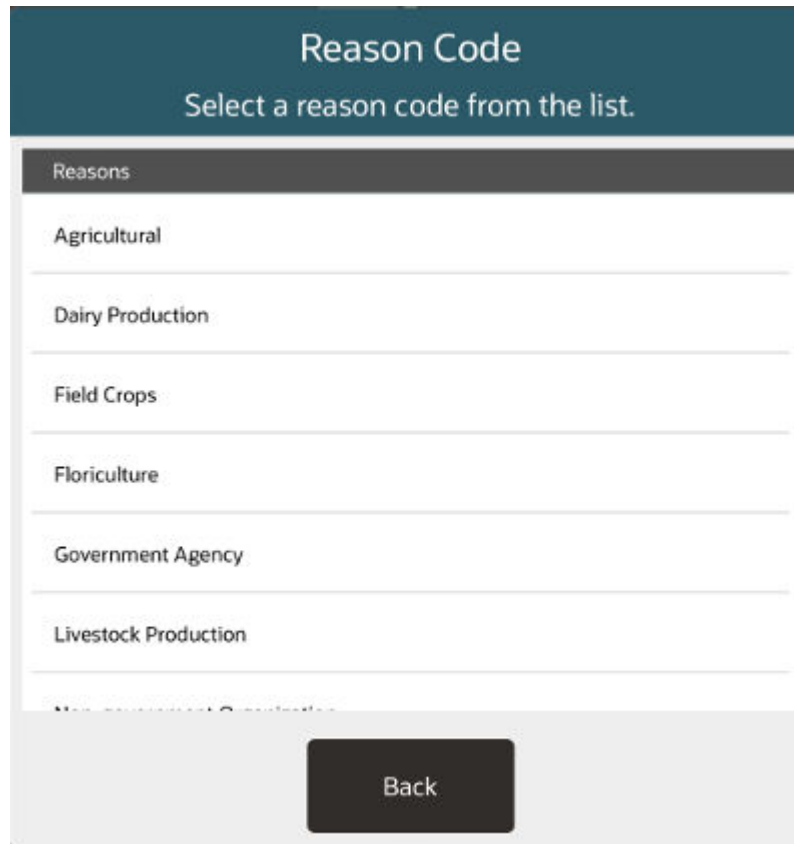 Reason Code
Select a reason code from the list.
Reasons
Agricultural
Dairy Production
Field Crops
Floriculture
Government Agency
Livestock Production
Back